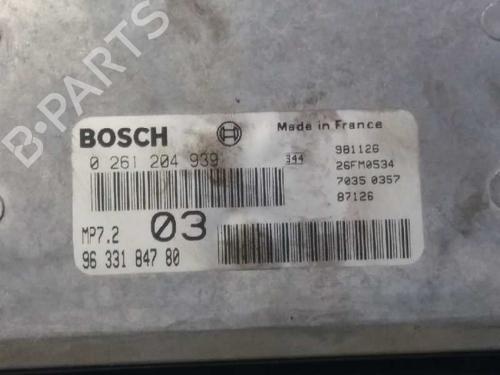 B-PARTS
BOSCH
Made in France
0 261 204 939
344
981126
26FM0534
7035 0357
87126
MP7.2
03
96 331 847 80